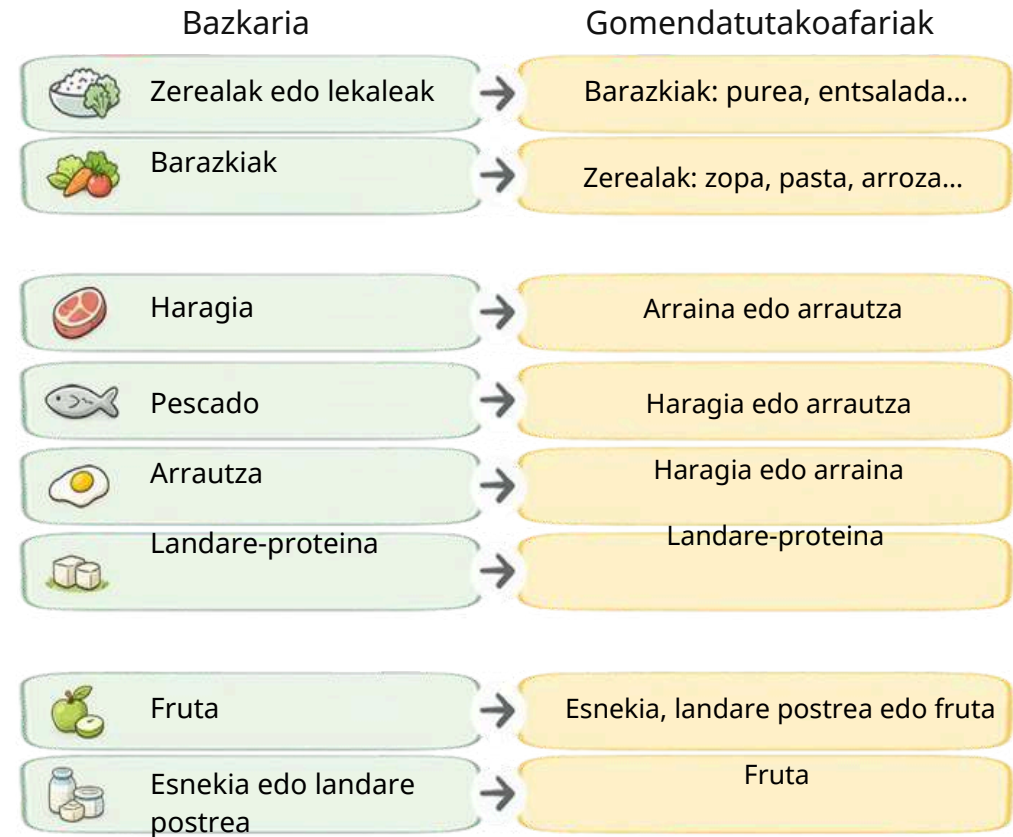 Bazkaria
Gomendatutakoafariak
Zerealak edo lekaleak
Barazkiak: purea, entsalada...
Barazkiak
Zerealak: zopa, pasta, arroza...
Haragia
Arraina edo arrautza
Pescado
Haragia edo arrautza
Arrautza
Haragia edo arraina
Landare-proteina
Landare-proteina
Fruta
Esnekia, landare postrea edo fruta
Esnekia edo landare
postrea
Fruta